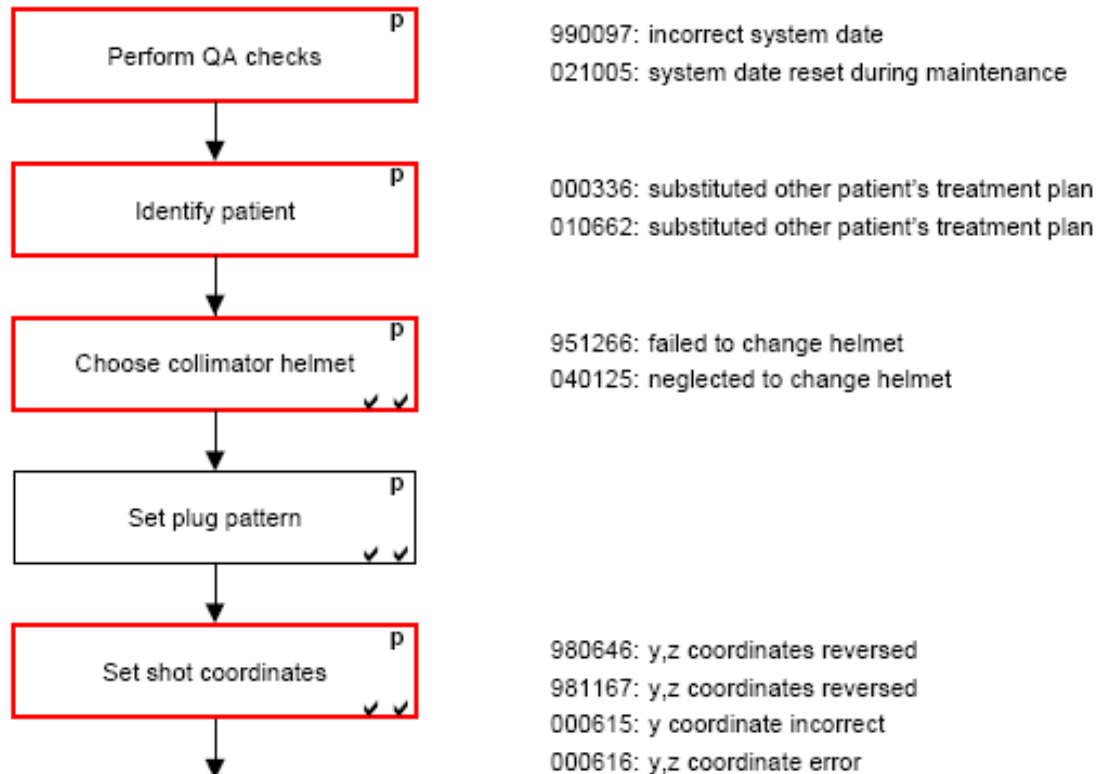 p
Perform QA checks
990097: incorrect system date
021005: system date reset during maintenance
p
Identify patient
000336: substituted other patient's treatment plan
010662: substituted other patient's treatment plan
p
Choose collimator helmet
951266: failed to change helmet
040125: neglected to change helmet
p
Set plug pattern
p
Set shot coordinates
980646: y,z coordinates reversed
981167: y,z coordinates reversed
000615: y coordinate incorrect
000616: y,z coordinate error